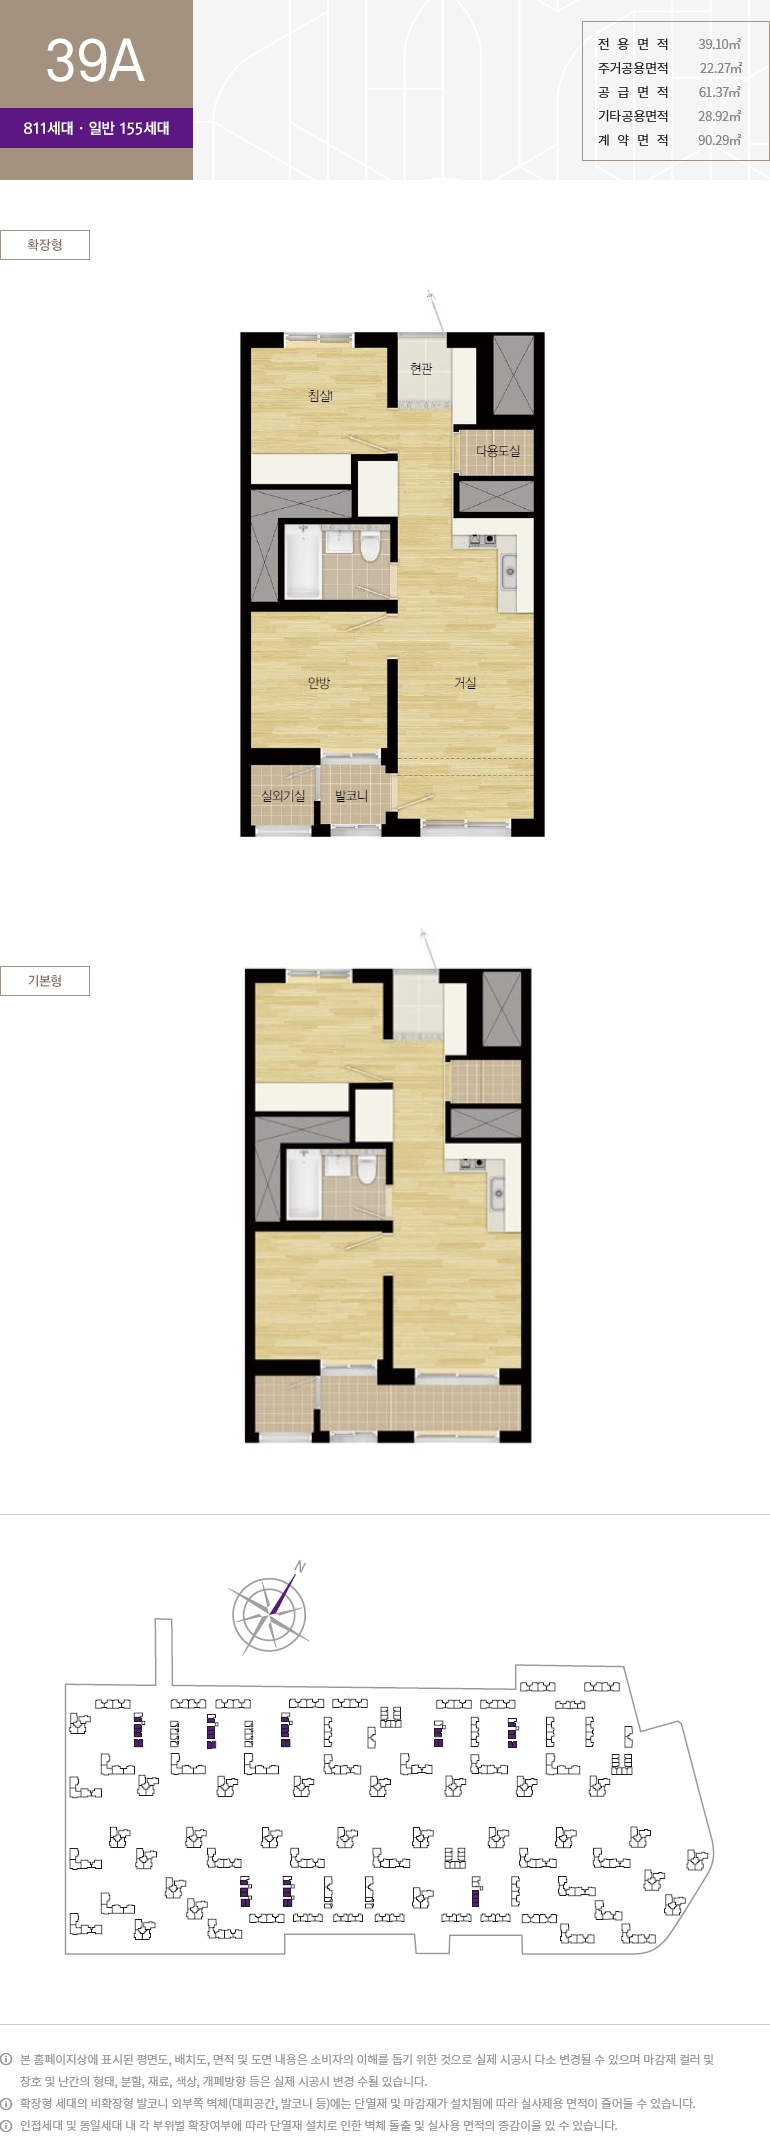 39A
811세대 · 일반 155세대
전 용 면 적 39.10㎡
주거공용면적 22.27㎡
공 급 면 적 61.37㎡
기타공용면적 28.92㎡
계 약 면 적 90.29㎡
확장형
현관
침실1
다용도실
안방
거실
실외기실
발코니
기본형
N
본 홈페이지상에 표시된 평면도, 배치도, 면적 및 도면 내용은 소비자의 이해를 돕기 위한 것으로 실제 시공시 다소 변경될 수 있으며 마감재 컬러 및
창호 및 난간의 형태, 분할, 재료, 색상, 개폐방향 등은 실제 시공시 변경 수될 있습니다.
확장형 세대의 비확장형 발코니 외부쪽 벽체(대피공간, 발코니 등)에는 단열재 및 마감재가 설치됨에 따라 실사제용 면적이 줄어들 수 있습니다.
인접세대 및 동일세대 내 각 부위별 확장여부에 따라 단열재 설치로 인한 벽체 돌출 및 실사용 면적의 증감이을 있 수 있습니다.